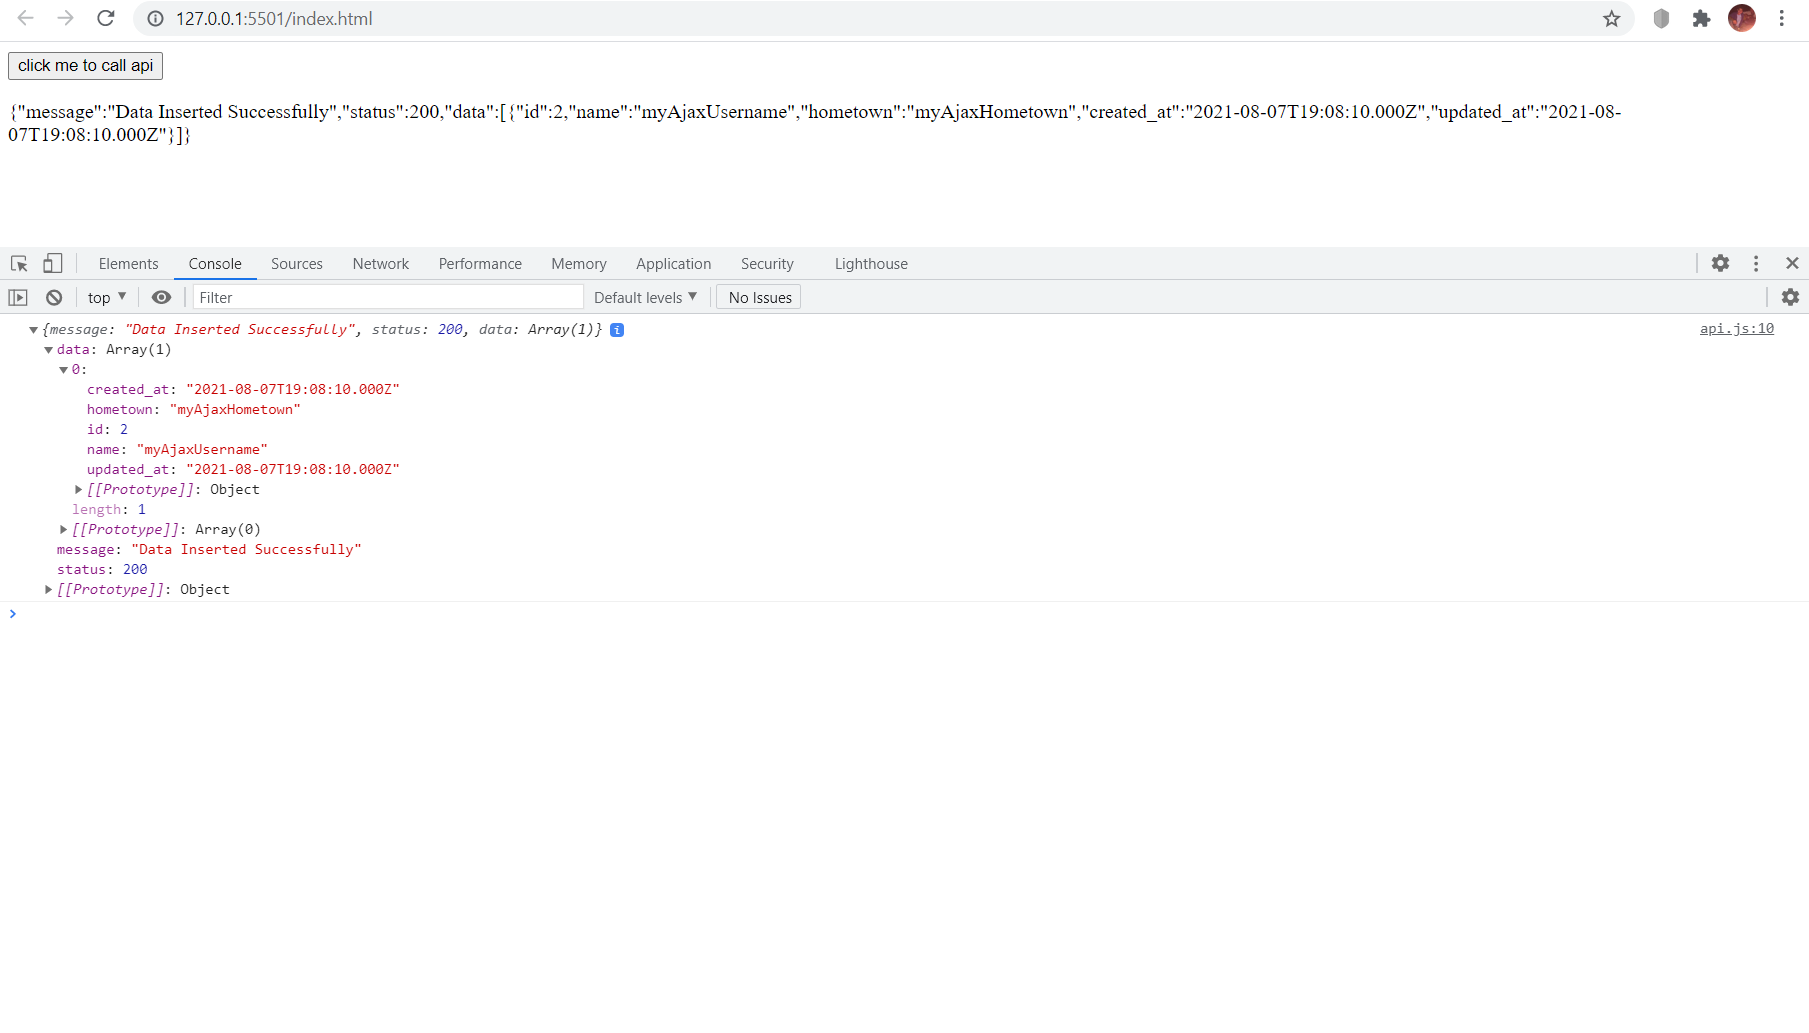 127.0.0.1:5501/index.html
click me to call api
{"message":"Data Inserted Successfully","status":200,"data":[{"id":2,"name":"myAjaxUsername","hometown":"myAjaxHometown","created_at":"2021-08-07T19:08:10.000Z","updated_at":"2021-08-
07T19:08:10.000Z"}]}
Elements Console Sources Network Performance Memory Application Security Lighthouse
top Filter Default levels No Issues
{message: "Data Inserted Successfully", status: 200, data: Array(1)} i api.js:10
data: Array(1)
0:
created_at: "2021-08-07T19:08:10.000Z"
hometown: "myAjaxHometown"
id: 2
name: "myAjaxUsername"
updated_at: "2021-08-07T19:08:10.000Z"
[[Prototype]]: Object
length: 1
[[Prototype]]: Array(0)
message: "Data Inserted Successfully"
status: 200
[[Prototype]]: Object